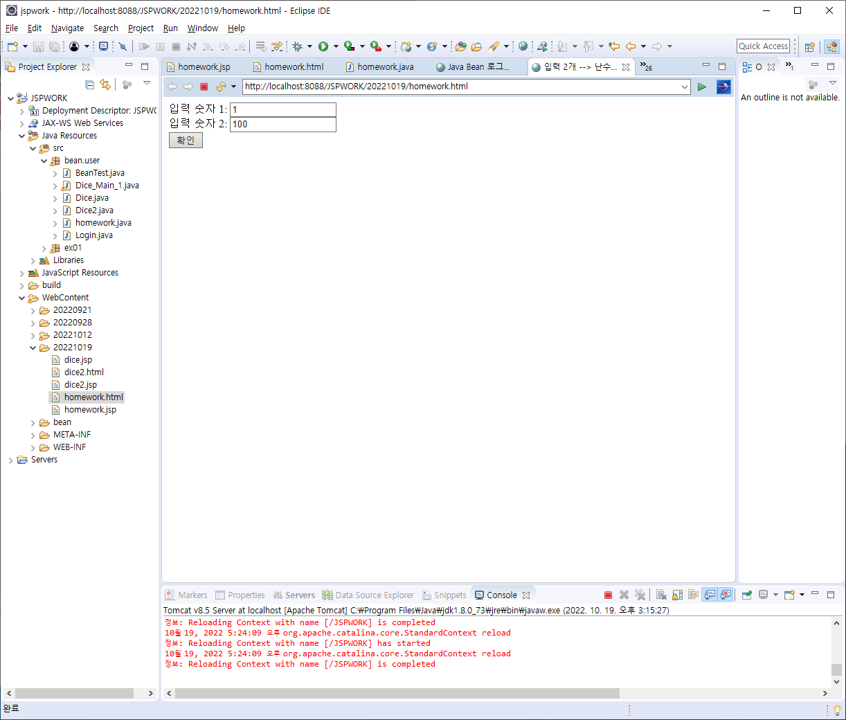 jspwork - http://localhost:8088/JSPWORK/20221019/homework.html - Eclipse IDE
File Edit Navigate Search Project Run Window Help
Quick Access
Project Explorer
homework.jsp homework.html homework.java Java Bean 로그... 입력 2개 --> 난수... »26
O »1
http://localhost:8088/JSPWORK/20221019/homework.html
An outline is not available.
JSPWORK
Deployment Descriptor: JSPWO
JAX-WS Web Services
Java Resources
src
bean.user
BeanTest.java
Dice_Main_1.java
Dice.java
Dice2.java
homework.java
Login.java
ex01
Libraries
JavaScript Resources
build
WebContent
20220921
20220928
20221012
20221019
dice.jsp
dice2.html
dice2.jsp
homework.html
homework.jsp
bean
META-INF
WEB-INF
Servers
입력 숫자 1: 1
입력 숫자 2: 100
확인
Markers Properties Servers Data Source Explorer Snippets Console
Tomcat v8.5 Server at localhost [Apache Tomcat] C:₩Program Files₩Java₩jdk1.8.0_73₩jre₩bin₩javaw.exe (2022. 10. 19. 오후 3:15:27)
정보: Reloading Context with name [/JSPWORK] is completed
10월 19, 2022 5:24:09 오후 org.apache.catalina.core.StandardContext reload
정보: Reloading Context with name [/JSPWORK] has started
10월 19, 2022 5:24:09 오후 org.apache.catalina.core.StandardContext reload
정보: Reloading Context with name [/JSPWORK] is completed
완료